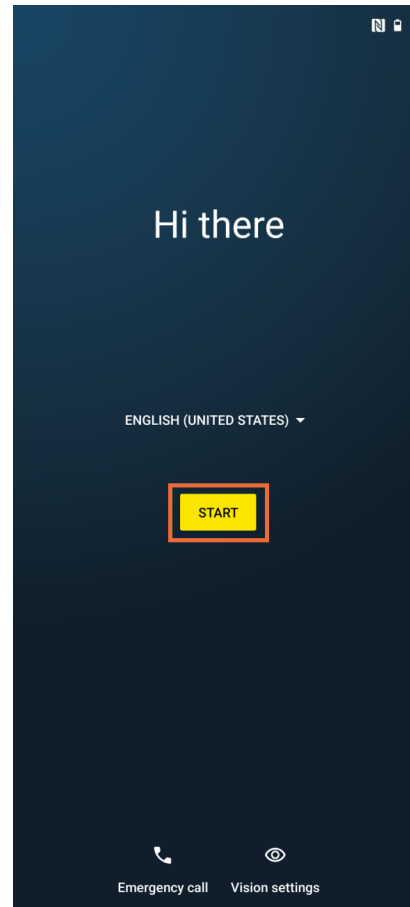 Hi there
ENGLISH (UNITED STATES)
START
Emergency call Vision settings